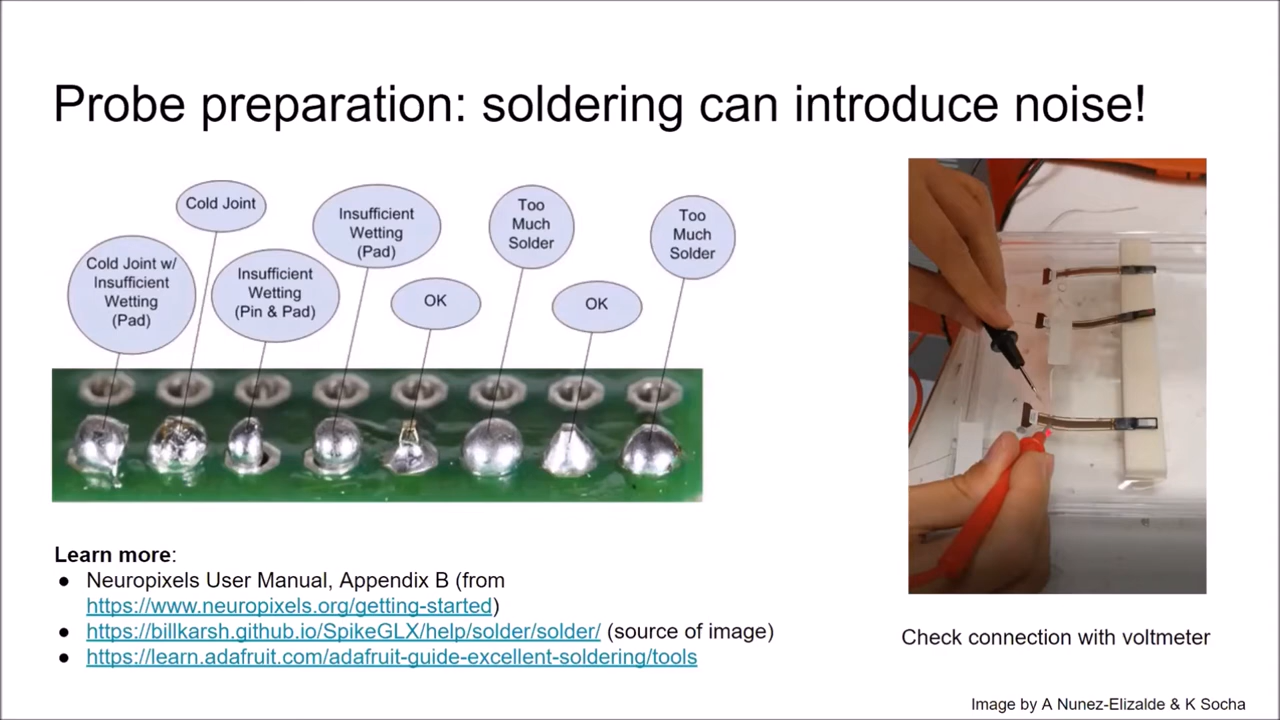 Probe preparation: soldering can introduce noise!
Cold Joint w/
Insufficient
Wetting
(Pad)
Cold Joint
Insufficient
Wetting
(Pin & Pad)
Insufficient
Wetting
(Pad)
OK
Too
Much
Solder
OK
Too
Much
Solder
Learn more:
● Neuropixels User Manual, Appendix B (from
https://www.neuropixels.org/getting-started)
● https://billkarsh.github.io/SpikeGLX/help/solder/solder/ (source of image)
● https://learn.adafruit.com/adafruit-guide-excellent-soldering/tools
Check connection with voltmeter
Image by A Nunez-Elizalde & K Socha